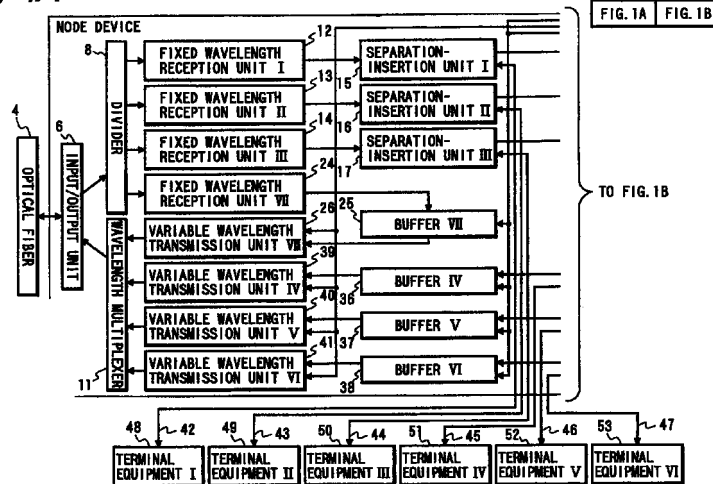 FIG.1A FIG.1B
NODE DEVICE
8
12
FIXED WAVELENGTH
RECEPTION UNIT I
SEPARATION-
INSERTION UNIT I
15
13
FIXED WAVELENGTH
RECEPTION UNIT II
SEPARATION-
INSERTION UNIT II
16
14
FIXED WAVELENGTH
RECEPTION UNIT III
SEPARATION-
INSERTION UNIT III
17
24
FIXED WAVELENGTH
RECEPTION UNIT VII
DIVIDER
4
OPTICAL FIBER
6
INPUT/OUTPUT
UNIT
TO FIG.1B
26
VARIABLE WAVELENGTH
TRANSMISSION UNIT VII
25
BUFFER VII
39
VARIABLE WAVELENGTH
TRANSMISSION UNIT IV
BUFFER IV
36
40
VARIABLE WAVELENGTH
TRANSMISSION UNIT V
BUFFER V
37
41
VARIABLE WAVELENGTH
TRANSMISSION UNIT VI
BUFFER VI
38
WAVELENGTH MULTIPLEXER
11
48
42
49
43
50
44
51
45
52
46
53
47
TERMINAL
EQUIPMENT I
TERMINAL
EQUIPMENT II
TERMINAL
EQUIPMENT III
TERMINAL
EQUIPMENT IV
TERMINAL
EQUIPMENT V
TERMINAL
EQUIPMENT VI